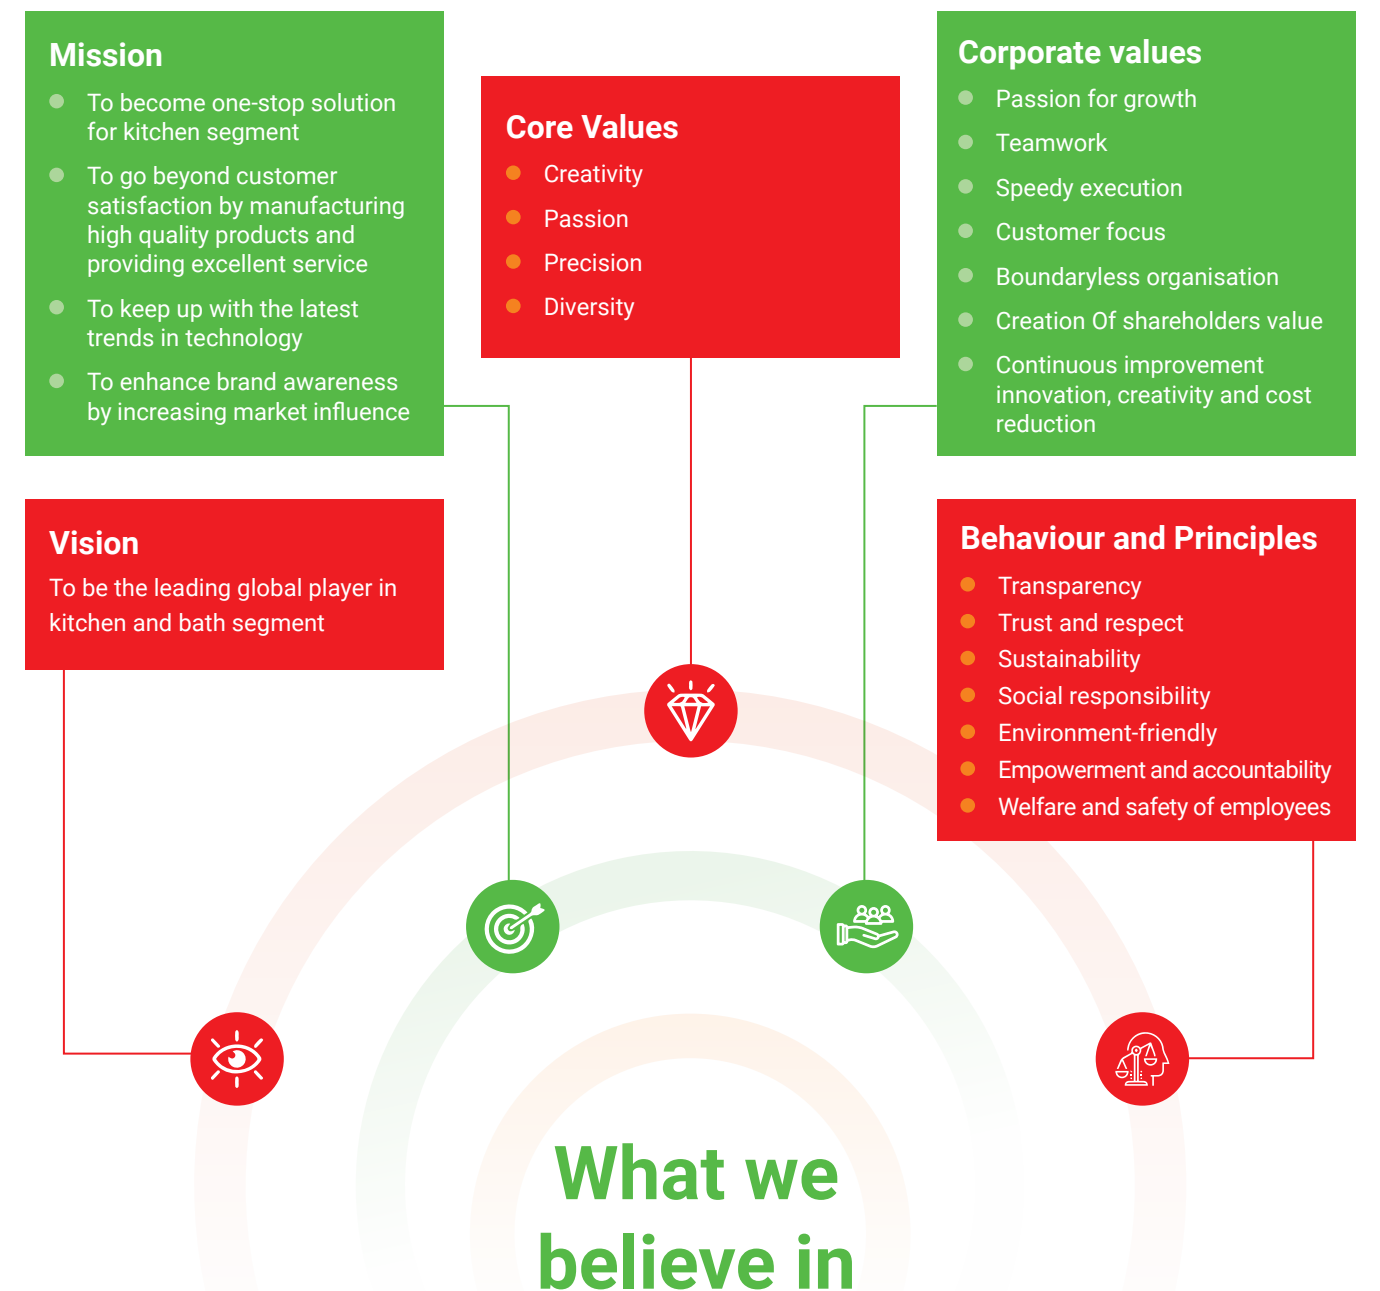 Mission
To become one-stop solution
for kitchen segment
To go beyond customer
satisfaction by manufacturing
high quality products and
providing excellent service
To keep up with the latest
trends in technology
To enhance brand awareness
by increasing market influence
Core Values
Creativity
Passion
Precision
Diversity
Corporate values
Passion for growth
Teamwork
Speedy execution
Customer focus
Boundaryless organisation
Creation Of shareholders value
Continuous improvement
innovation, creativity and cost
reduction
Vision
To be the leading global player in
kitchen and bath segment
Behaviour and Principles
Transparency
Trust and respect
Sustainability
Social responsibility
Environment-friendly
Empowerment and accountability
Welfare and safety of employees
What we
believe in